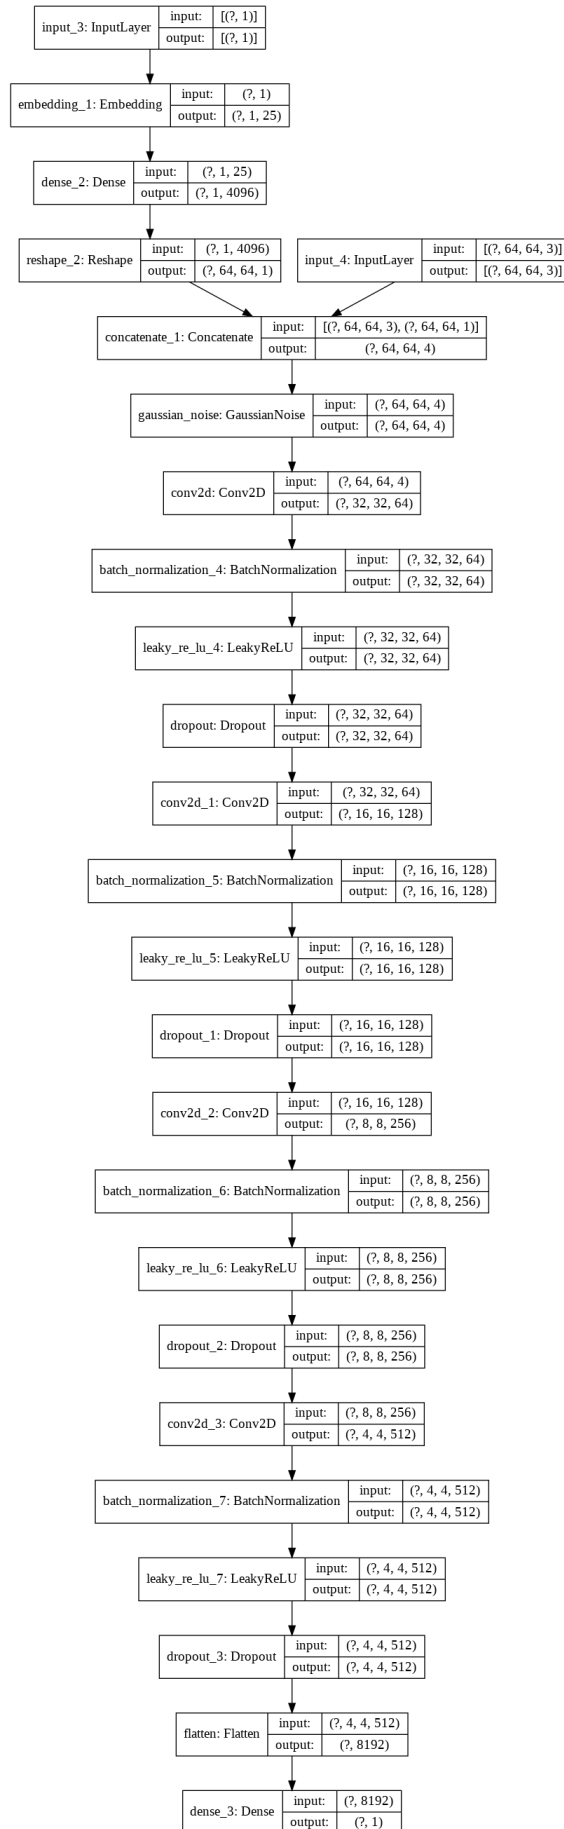 input_3: InputLayer
input: [(?, 1)]
output: [(?, 1)]
embedding_1: Embedding
input: (?, 1)
output: (?, 1, 25)
dense_2: Dense
input: (?, 1, 25)
output: (?, 1, 4096)
reshape_2: Reshape
input: (?, 1, 4096)
output: (?, 64, 64, 1)
input_4: InputLayer
input: [(?, 64, 64, 3)]
output: [(?, 64, 64, 3)]
concatenate_1: Concatenate
input: [(?, 64, 64, 3), (?, 64, 64, 1)]
output: (?, 64, 64, 4)
gaussian_noise: GaussianNoise
input: (?, 64, 64, 4)
output: (?, 64, 64, 4)
conv2d: Conv2D
input: (?, 64, 64, 4)
output: (?, 32, 32, 64)
batch_normalization_4: BatchNormalization
input: (?, 32, 32, 64)
output: (?, 32, 32, 64)
leaky_re_lu_4: LeakyReLU
input: (?, 32, 32, 64)
output: (?, 32, 32, 64)
dropout: Dropout
input: (?, 32, 32, 64)
output: (?, 32, 32, 64)
conv2d_1: Conv2D
input: (?, 32, 32, 64)
output: (?, 16, 16, 128)
batch_normalization_5: BatchNormalization
input: (?, 16, 16, 128)
output: (?, 16, 16, 128)
leaky_re_lu_5: LeakyReLU
input: (?, 16, 16, 128)
output: (?, 16, 16, 128)
dropout_1: Dropout
input: (?, 16, 16, 128)
output: (?, 16, 16, 128)
conv2d_2: Conv2D
input: (?, 16, 16, 128)
output: (?, 8, 8, 256)
batch_normalization_6: BatchNormalization
input: (?, 8, 8, 256)
output: (?, 8, 8, 256)
leaky_re_lu_6: LeakyReLU
input: (?, 8, 8, 256)
output: (?, 8, 8, 256)
dropout_2: Dropout
input: (?, 8, 8, 256)
output: (?, 8, 8, 256)
conv2d_3: Conv2D
input: (?, 8, 8, 256)
output: (?, 4, 4, 512)
batch_normalization_7: BatchNormalization
input: (?, 4, 4, 512)
output: (?, 4, 4, 512)
leaky_re_lu_7: LeakyReLU
input: (?, 4, 4, 512)
output: (?, 4, 4, 512)
dropout_3: Dropout
input: (?, 4, 4, 512)
output: (?, 4, 4, 512)
flatten: Flatten
input: (?, 4, 4, 512)
output: (?, 8192)
dense_3: Dense
input: (?, 8192)
output: (?, 1)